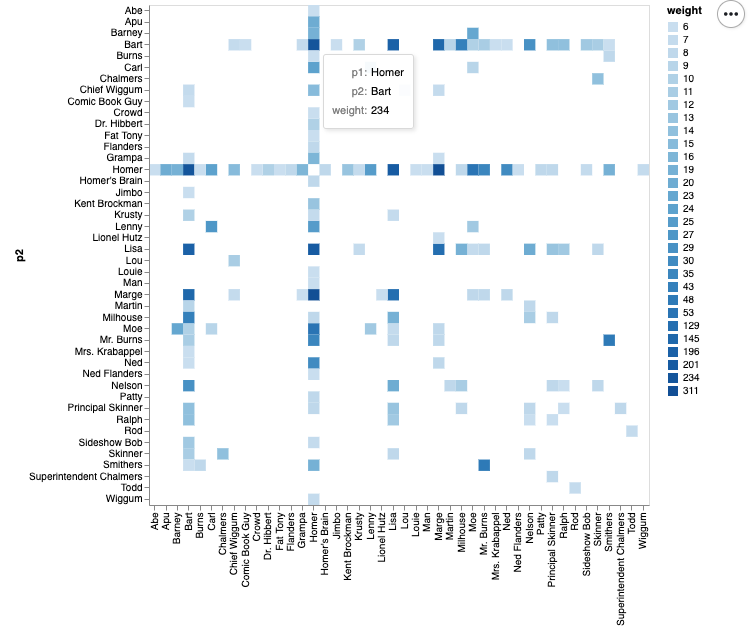 weight
6
7
8
9
10
11
12
13
14
15
16
19
20
23
24
25
27
29
30
35
43
48
53
129
145
196
201
234
311
p2
Abe
Apu
Barney
Bart
Burns
Carl
Chalmers
Chief Wiggum
Comic Book Guy
Crowd
Dr. Hibbert
Fat Tony
Flanders
Grampa
Homer
Homer's Brain
Jimbo
Kent Brockman
Krusty
Lenny
Lionel Hutz
Lisa
Lou
Louie
Man
Marge
Martin
Milhouse
Moe
Mr. Burns
Mrs. Krabappel
Ned
Ned Flanders
Nelson
Patty
Principal Skinner
Ralph
Rod
Sideshow Bob
Skinner
Smithers
Superintendent Chalmers
Todd
Wiggum
p1: Homer
p2: Bart
weight: 234
Abe
Apu
Barney
Bart
Burns
Carl
Chalmers
Chief Wiggum
Comic Book Guy
Crowd
Dr. Hibbert
Fat Tony
Flanders
Grampa
Homer
Homer's Brain
Jimbo
Kent Brockman
Krusty
Lenny
Lionel Hutz
Lisa
Lou
Louie
Man
Marge
Martin
Milhouse
Moe
Mr. Burns
Mrs. Krabappel
Ned
Ned Flanders
Nelson
Patty
Principal Skinner
Ralph
Rod
Sideshow Bob
Skinner
Smithers
Superintendent Chalmers
Todd
Wiggum